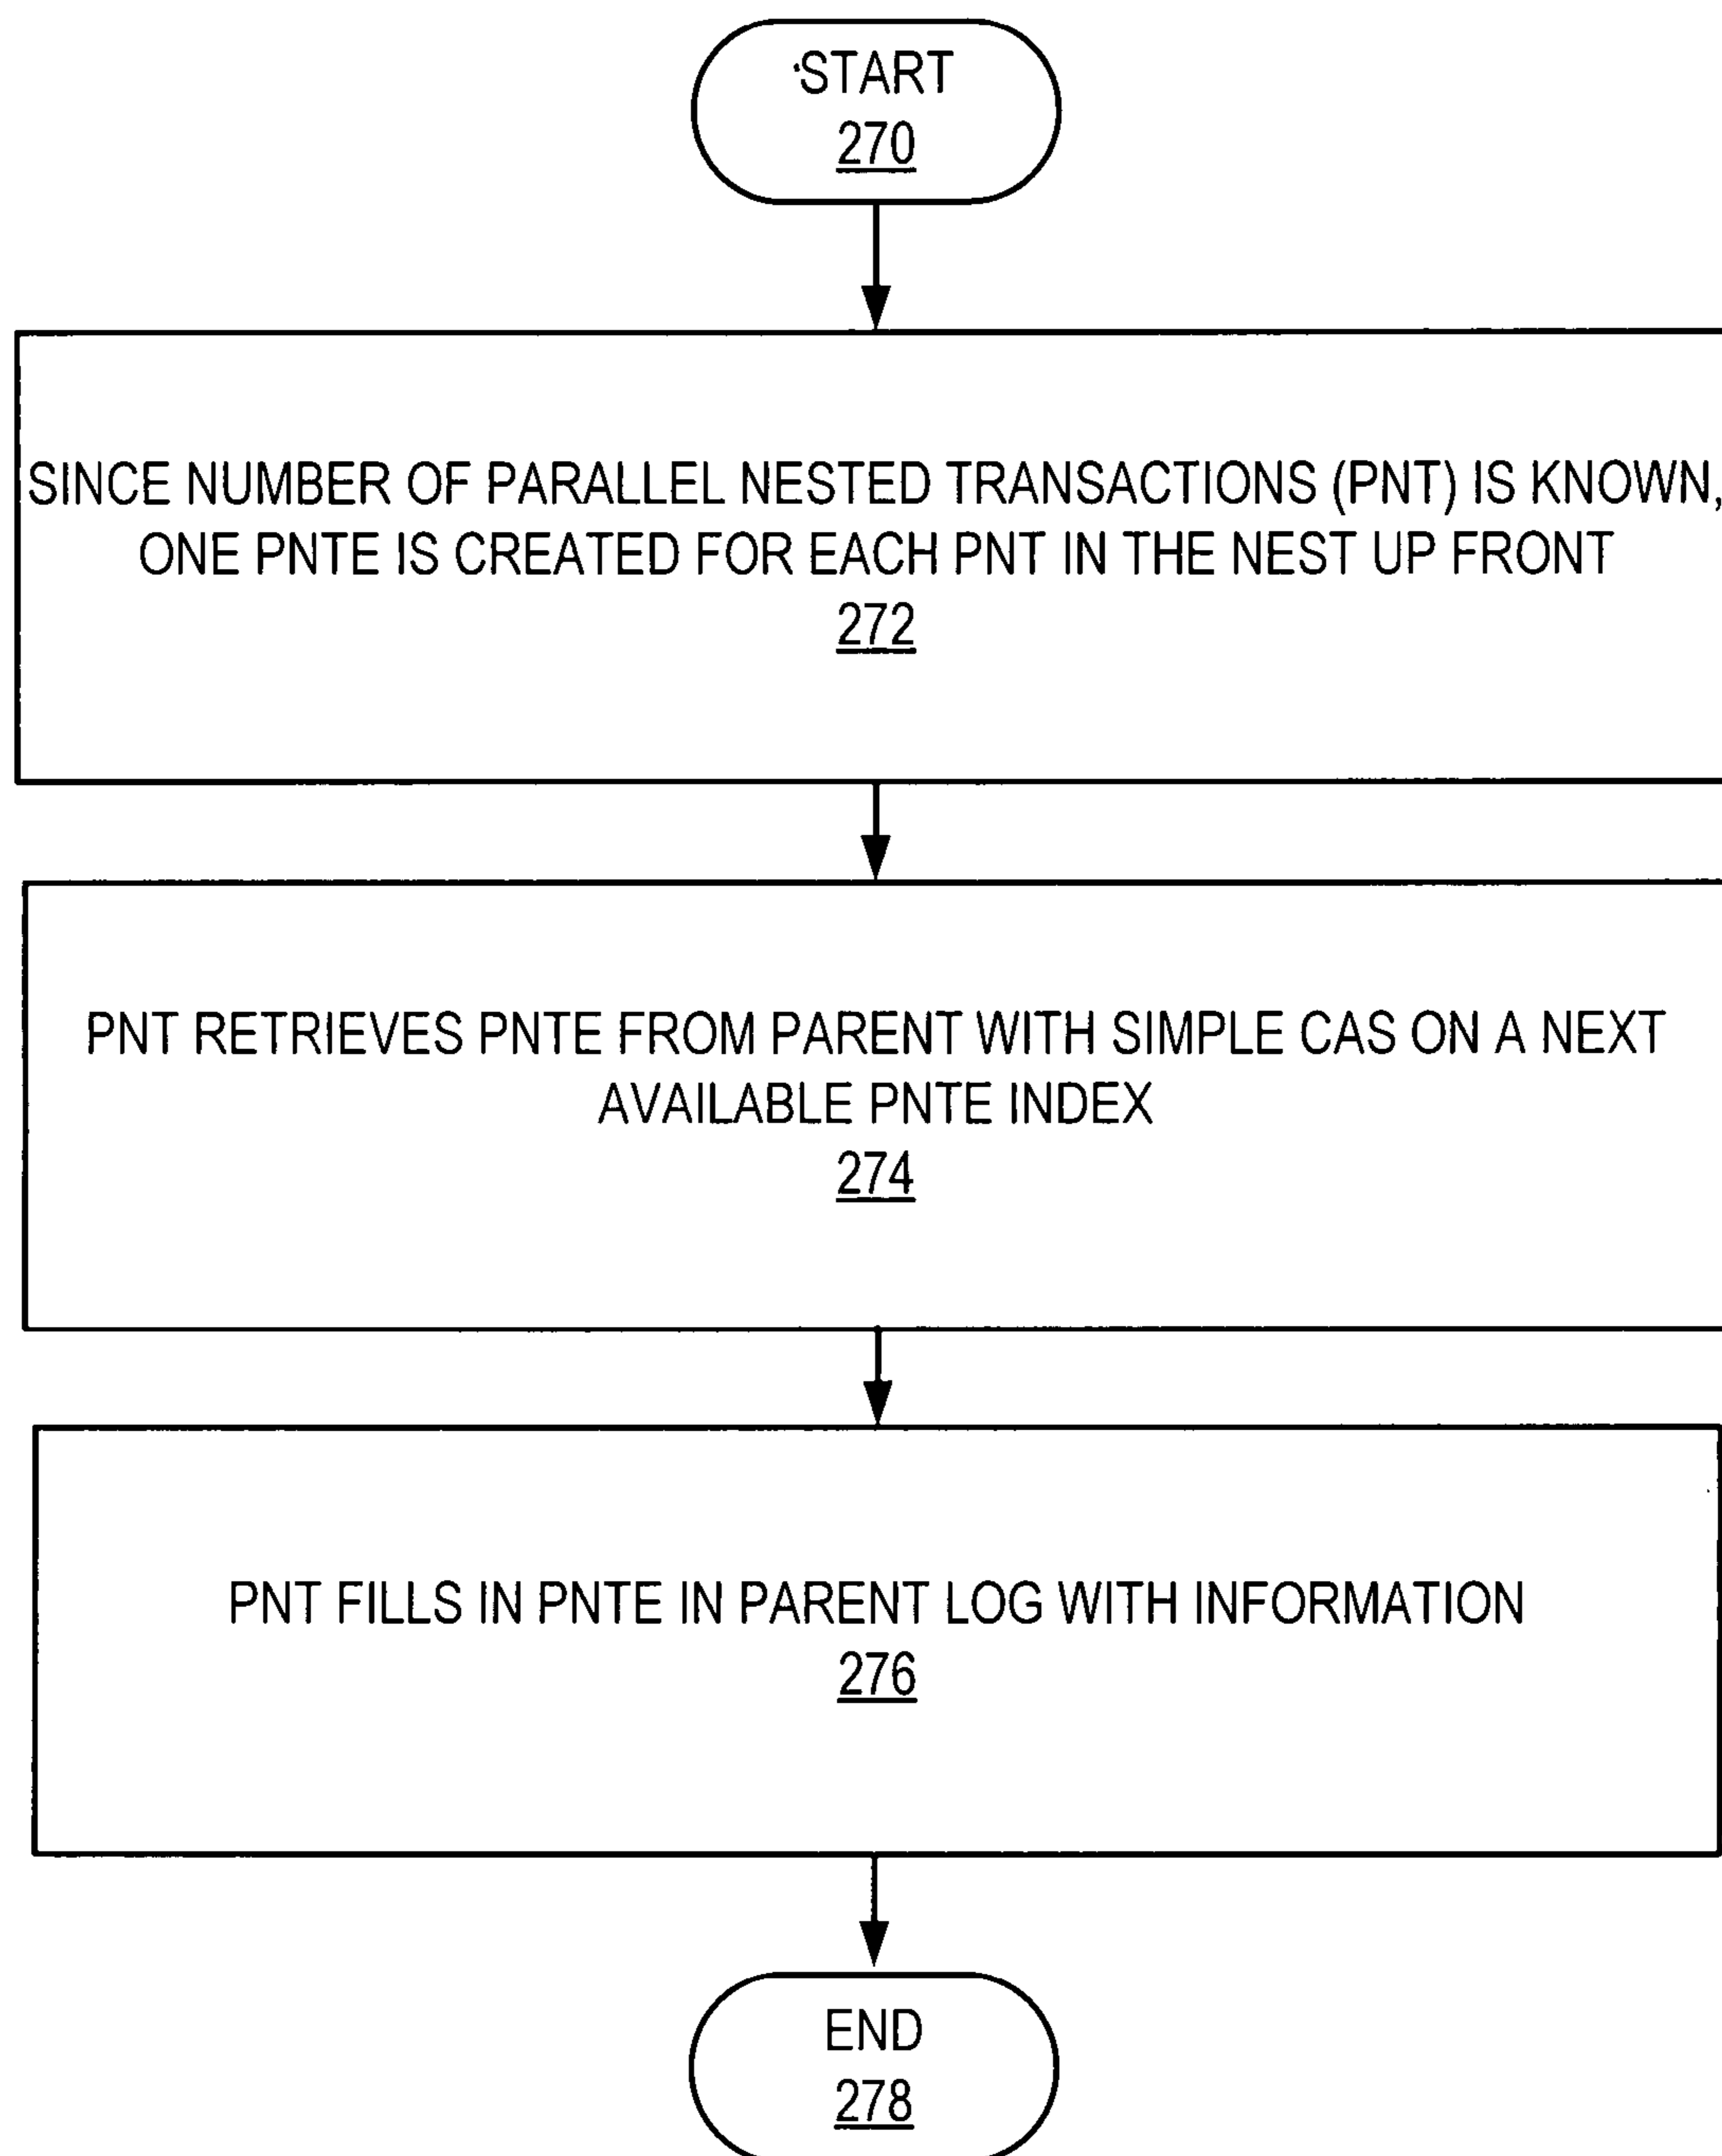 START
270
SINCE NUMBER OF PARALLEL NESTED TRANSACTIONS (PNT) IS KNOWN,
ONE PNTE IS CREATED FOR EACH PNT IN THE NEST UP FRONT
272
PNT RETRIEVES PNTE FROM PARENT WITH SIMPLE CAS ON A NEXT
AVAILABLE PNTE INDEX
274
PNT FILLS IN PNTE IN PARENT LOG WITH INFORMATION
276
END
278